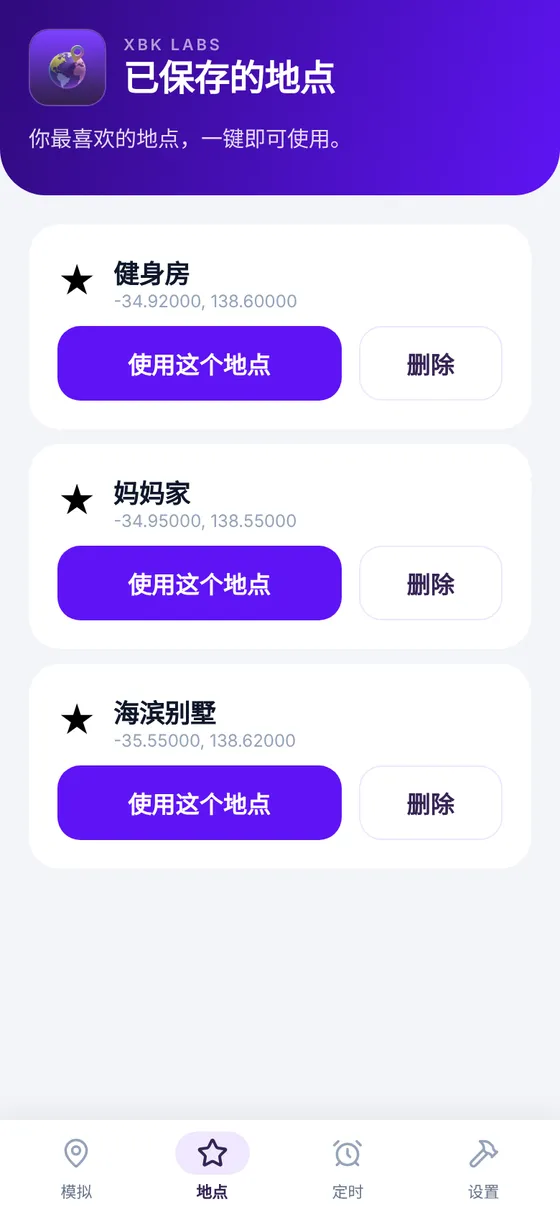 XBK LABS
已保存的地点
你最喜欢的地点，一键即可使用。
健身房
-34.92000, 138.60000
使用这个地点
删除
妈妈家
-34.95000, 138.55000
使用这个地点
删除
海滨别墅
-35.55000, 138.62000
使用这个地点
删除
模拟
地点
定时
设置